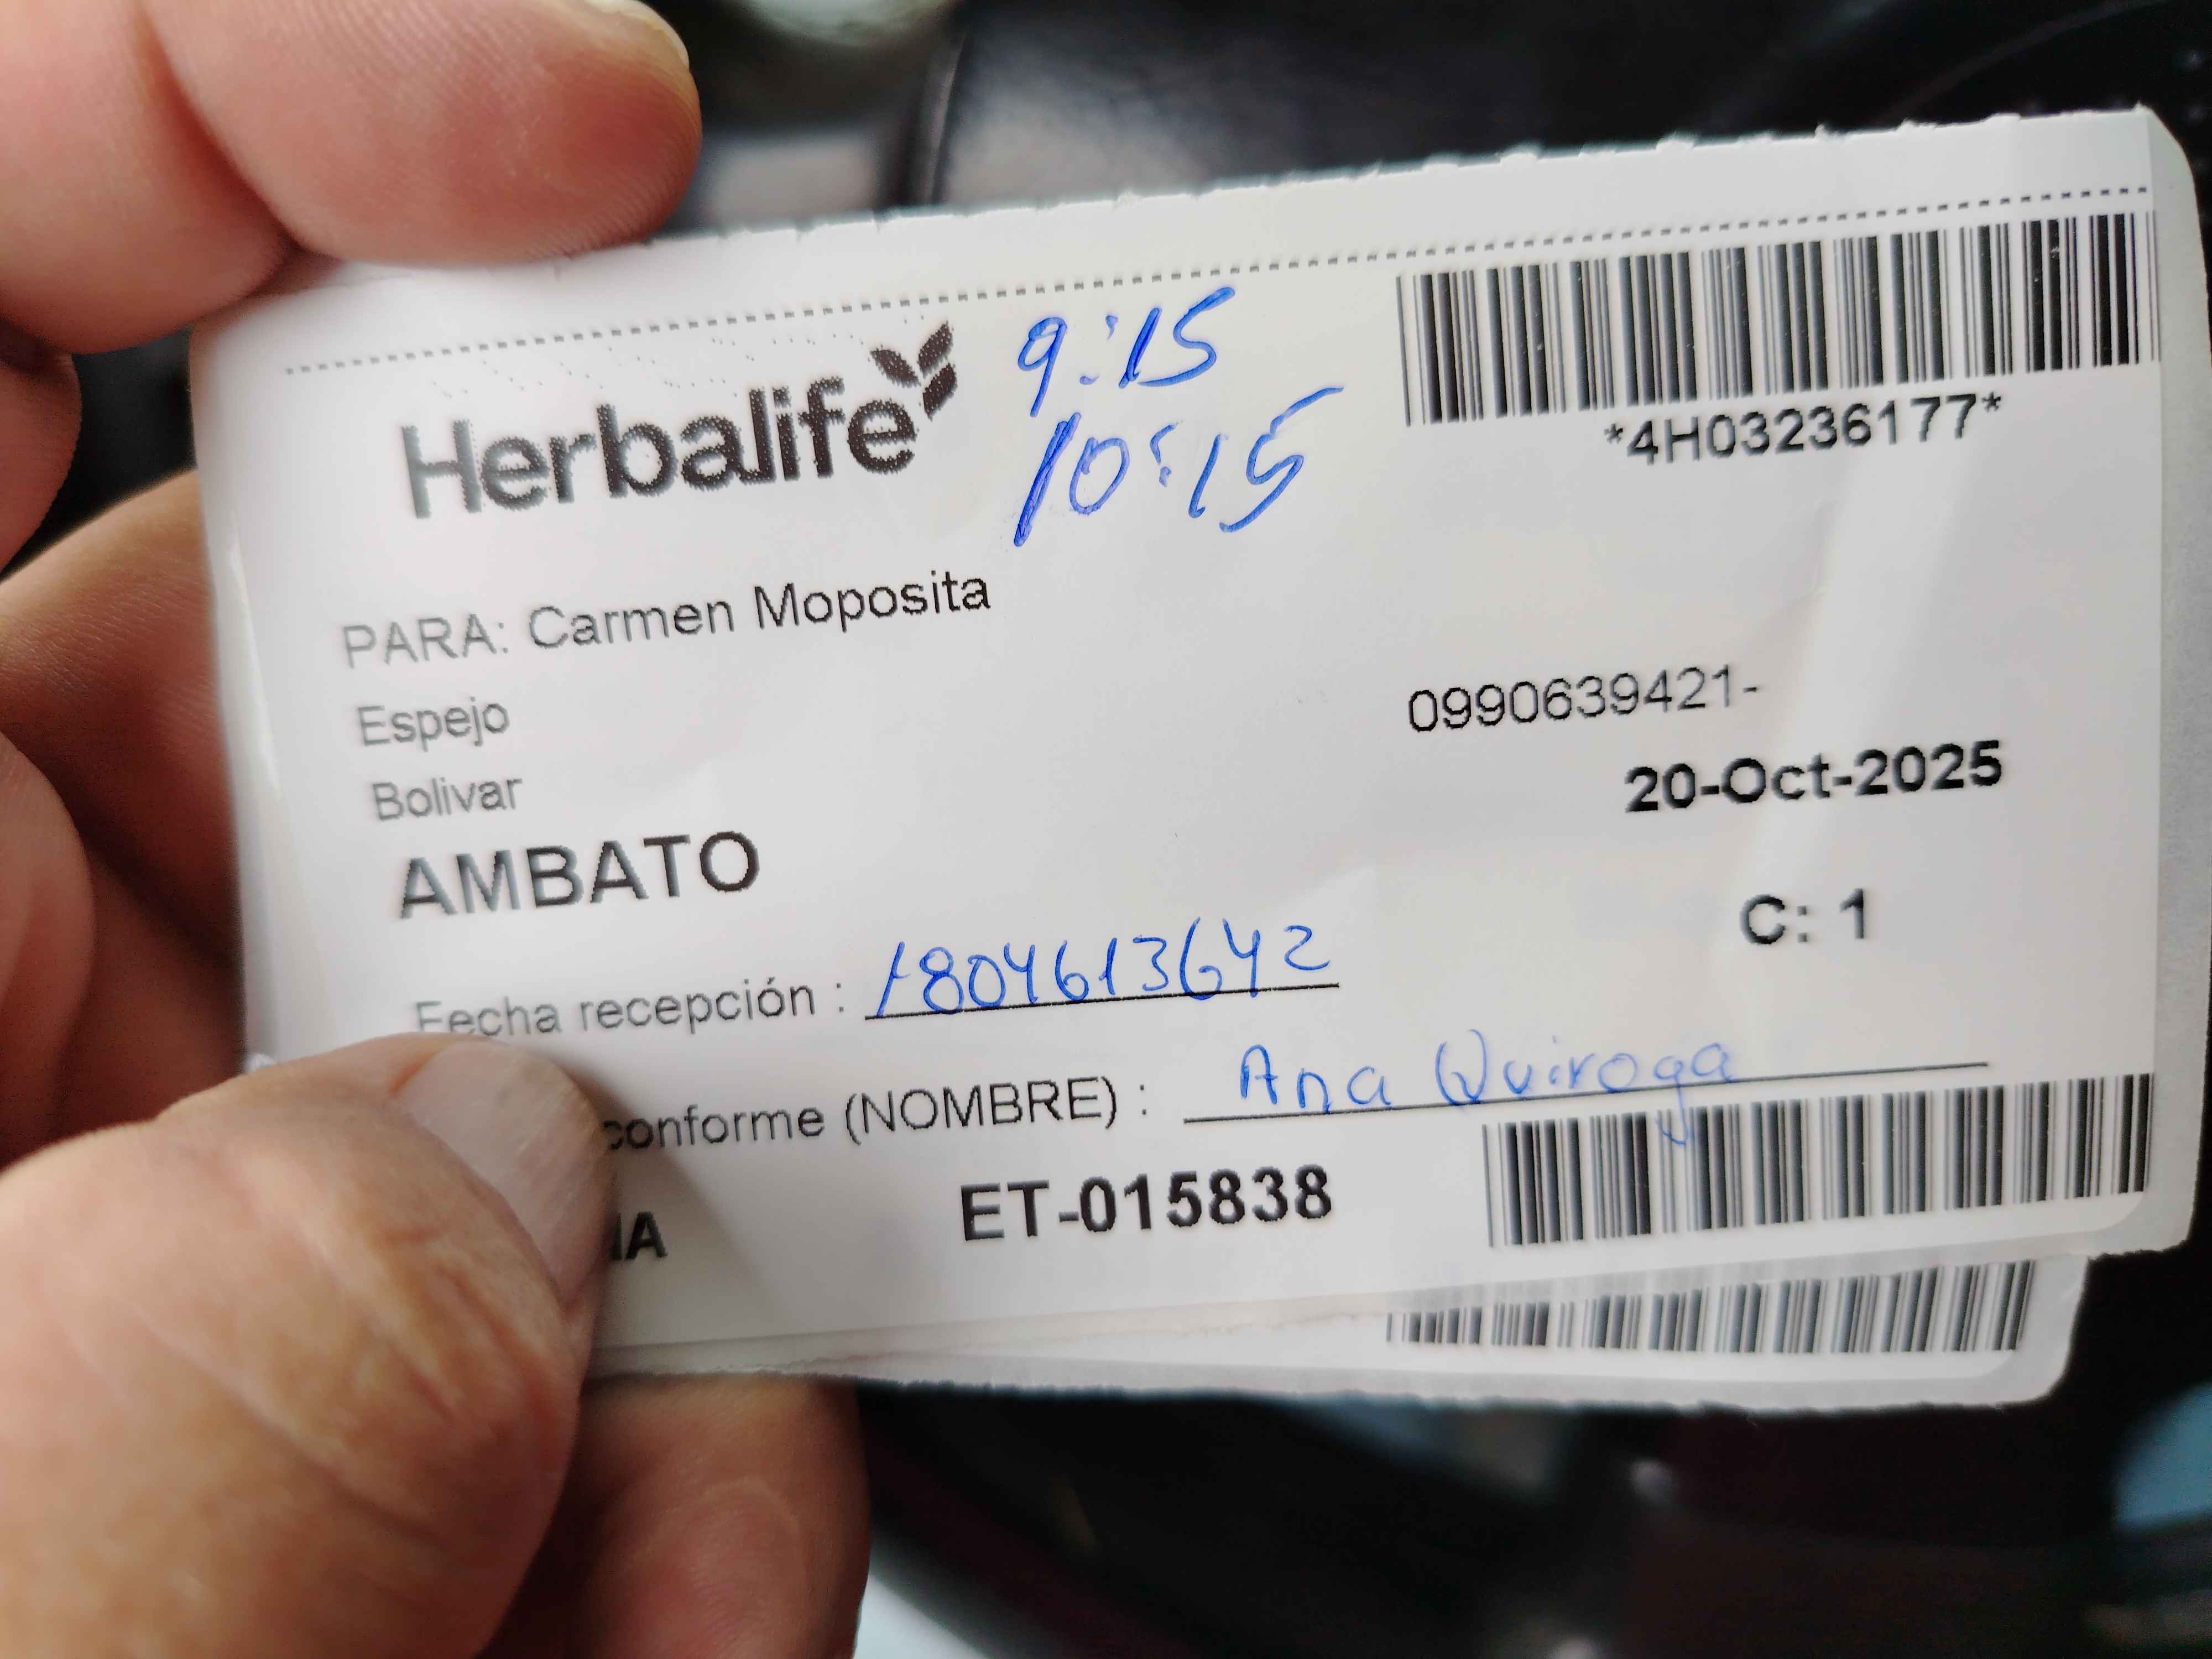 Herbalife
9:15
10:15
*4H03236177*
PARA: Carmen Moposita
Espejo
0990639421-
Bolivar
20-Oct-2025
AMBATO
C: 1
Fecha recepción : 1804613642
conforme (NOMBRE) : Ana Quiroga
ET-015838